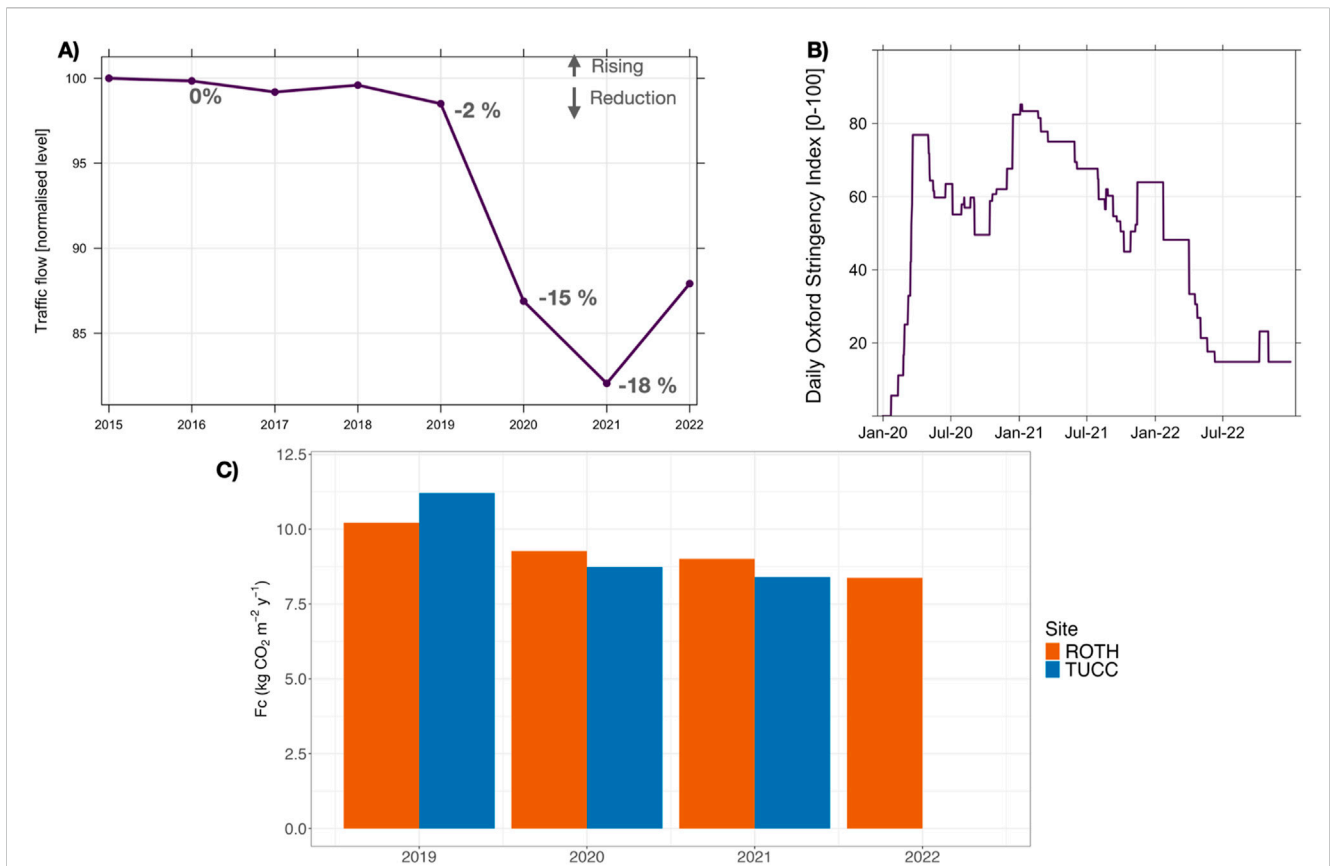 A)
Rising
Reduction
0%
-2 %
-15 %
-18 %
Traffic flow [normalised level]
100
95
90
85
2015 2016 2017 2018 2019 2020 2021 2022
B)
Daily Oxford Stringency Index [0-100]
80
60
40
20
Jan-20 Jul-20 Jan-21 Jul-21 Jan-22 Jul-22
C)
Fc (kg CO₂ m⁻² y⁻¹)
12.5
10.0
7.5
5.0
2.5
0.0
2019 2020 2021 2022
Site
ROTH
TUCC